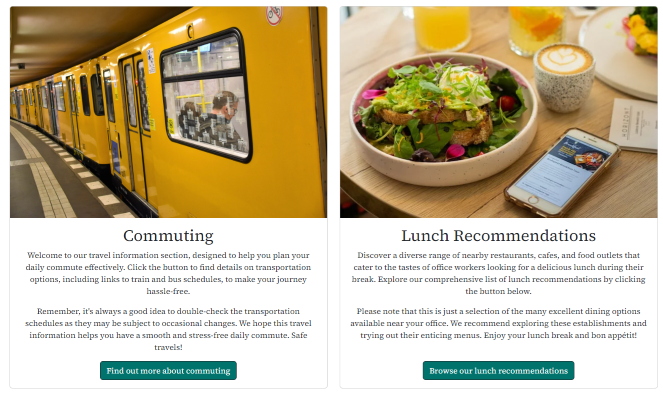 Commuting
Welcome to our travel information section, designed to help you plan your
daily commute effectively. Click the button to find details on transportation
options, including links to train and bus schedules, to make your journey
hassle-free.
Remember, it's always a good idea to double-check the transportation
schedules as they may be subject to occasional changes. We hope this travel
information helps you have a smooth and stress-free daily commute. Safe
travels!
Find out more about commuting
Lunch Recommendations
Discover a diverse range of nearby restaurants, cafes, and food outlets that
cater to the tastes of office workers looking for a delicious lunch during their
break. Explore our comprehensive list of lunch recommendations by clicking
the button below.
Please note that this is just a selection of the many excellent dining options
available near your office. We recommend exploring these establishments and
trying out their enticing menus. Enjoy your lunch break and bon appétit!
Browse our lunch recommendations